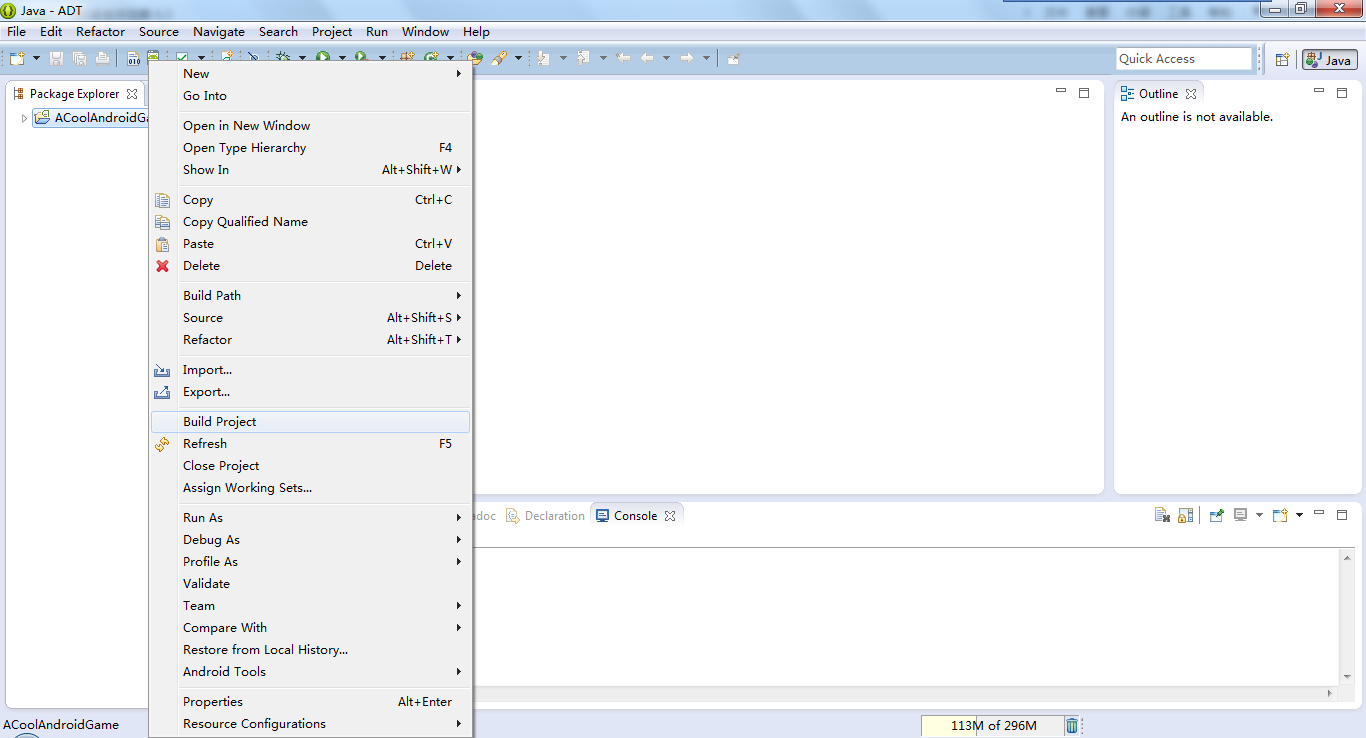 Java - ADT
File Edit Refactor Source Navigate Search Project Run Window Help
Quick Access
Java
Package Explorer
ACoolAndroidGa
New
Go Into
Open in New Window
Open Type Hierarchy F4
Show In Alt+Shift+W
Copy Ctrl+C
Copy Qualified Name
Paste Ctrl+V
Delete Delete
Build Path
Source Alt+Shift+S
Refactor Alt+Shift+T
Import...
Export...
Build Project
Refresh F5
Close Project
Assign Working Sets...
Run As
Debug As
Profile As
Validate
Team
Compare With
Restore from Local History...
Android Tools
Properties Alt+Enter
Resource Configurations
Outline
An outline is not available.
adoc Declaration Console
ACoolAndroidGame
113M of 296M